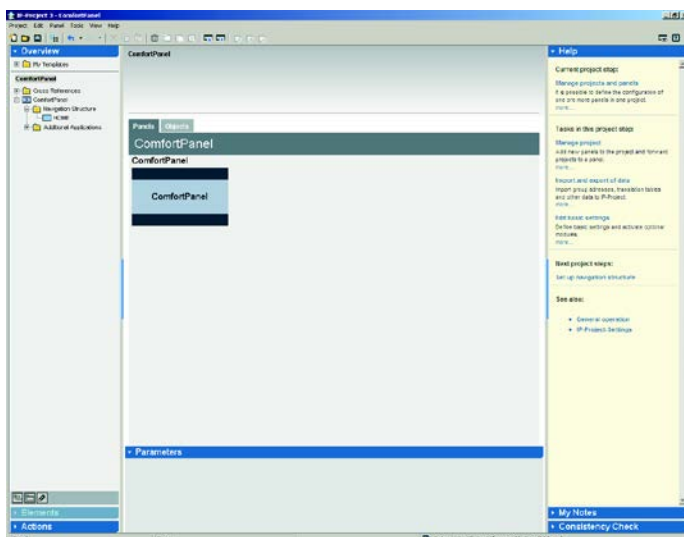 IP-Project 3 - ComfortPanel
Project Edit Panel Tools View Help
Overview
My Templates
ComfortPanel
Cross References
ComfortPanel
Navigation Structure
HOME
Additional Applications
Elements
Actions
ComfortPanel
Panels Objects
ComfortPanel
ComfortPanel
ComfortPanel
Parameters
Help
Current project step:
Manage projects and panels
It is possible to define the configuration of
one ore more panels in one project.
more...
Tasks in this project step:
Manage project
Add new panels to the project and
projects to a panel.
more...
Import and export of data
Import group adresses, translation tables
and other data to IP-Project.
more...
Edit basic settings
Define basic settings and activate optional
modules.
more...
Next project steps:
Set up navigation structure
See also:
General operation
IP-Project Settings
My Notes
Consistency Check